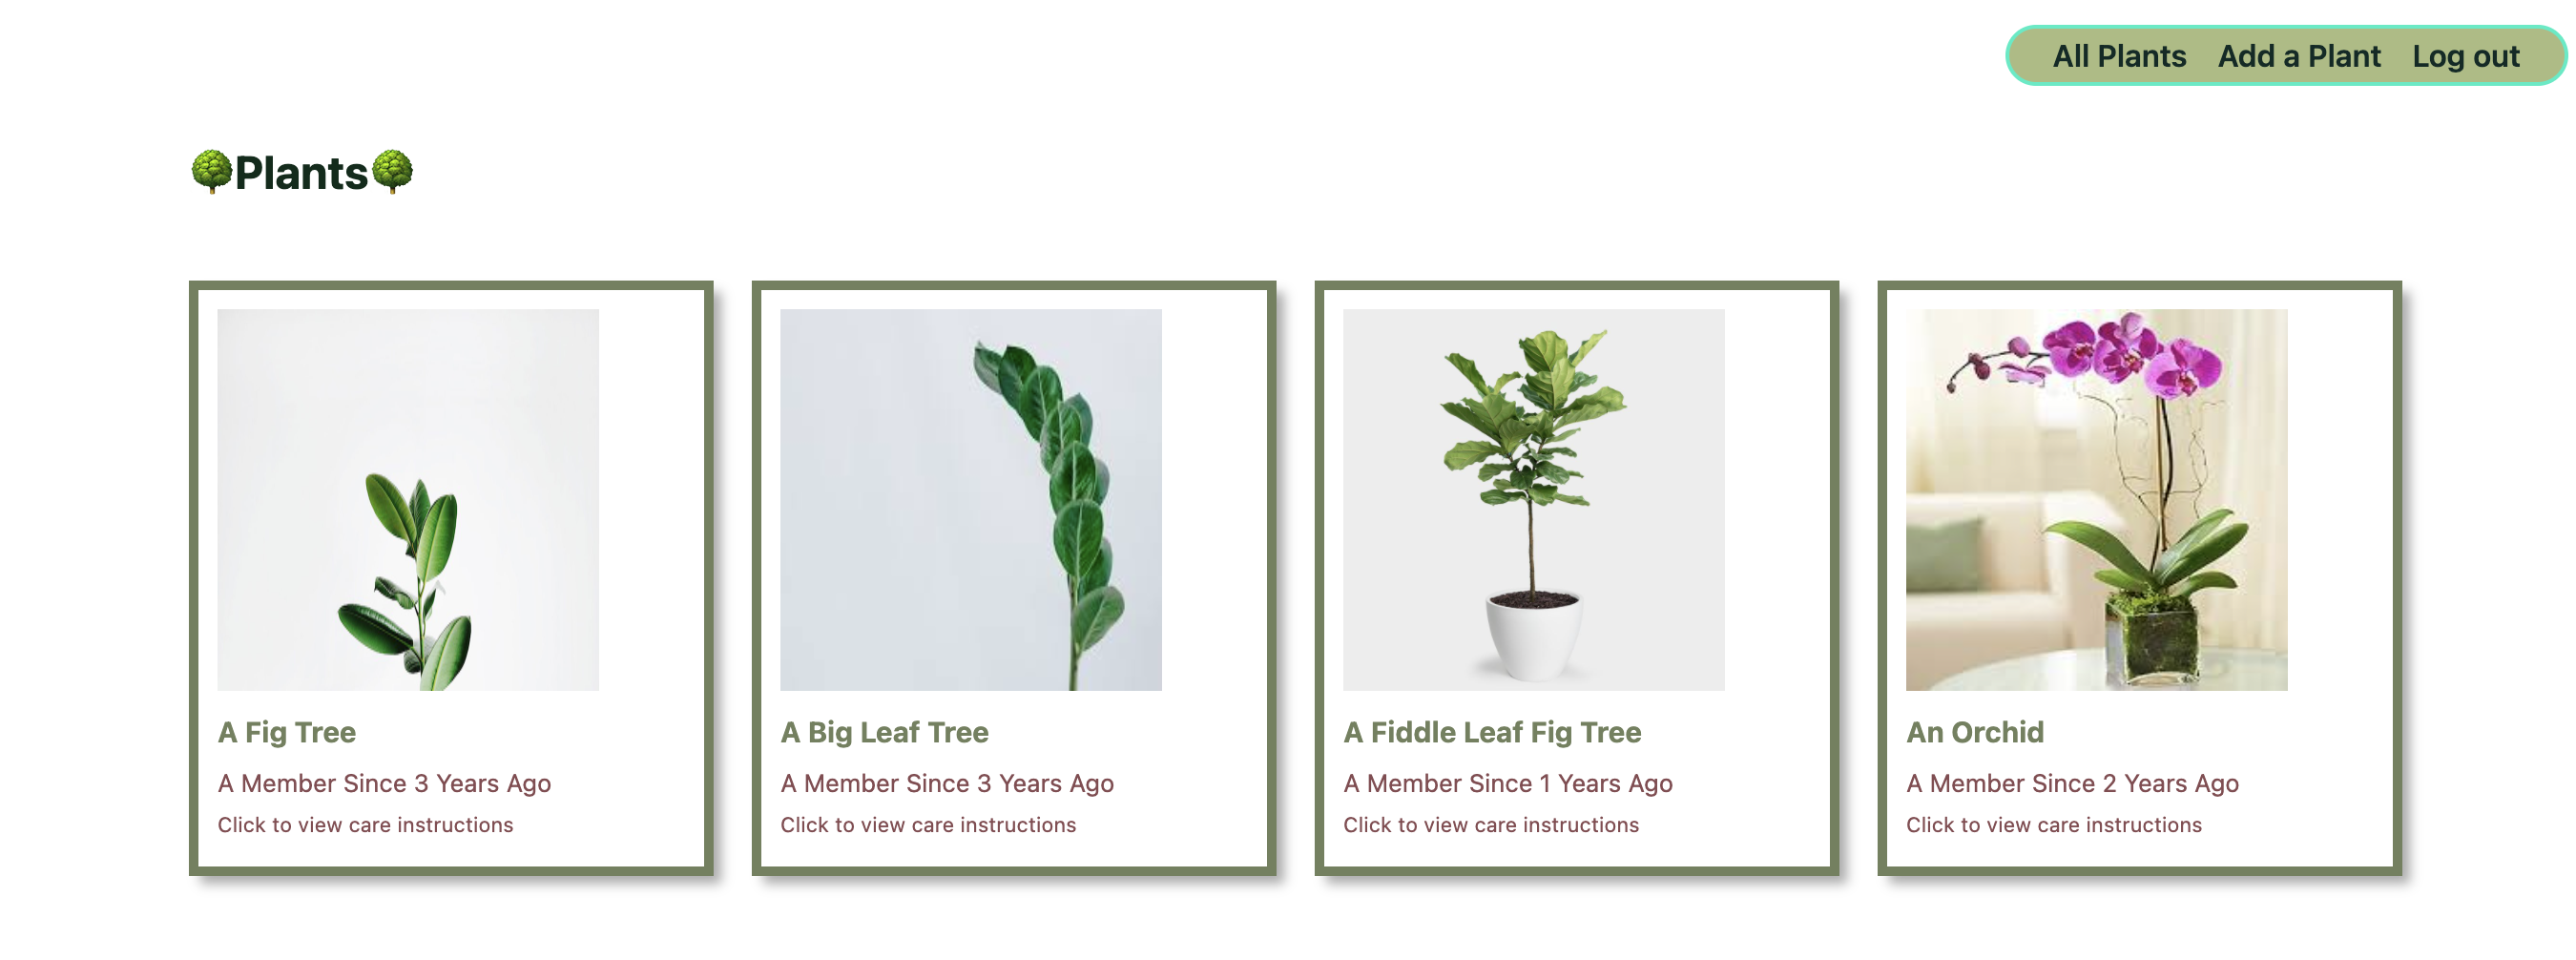 All Plants Add a Plant Log out
🌳Plants🌳
A Fig Tree
A Member Since 3 Years Ago
Click to view care instructions
A Big Leaf Tree
A Member Since 3 Years Ago
Click to view care instructions
A Fiddle Leaf Fig Tree
A Member Since 1 Years Ago
Click to view care instructions
An Orchid
A Member Since 2 Years Ago
Click to view care instructions